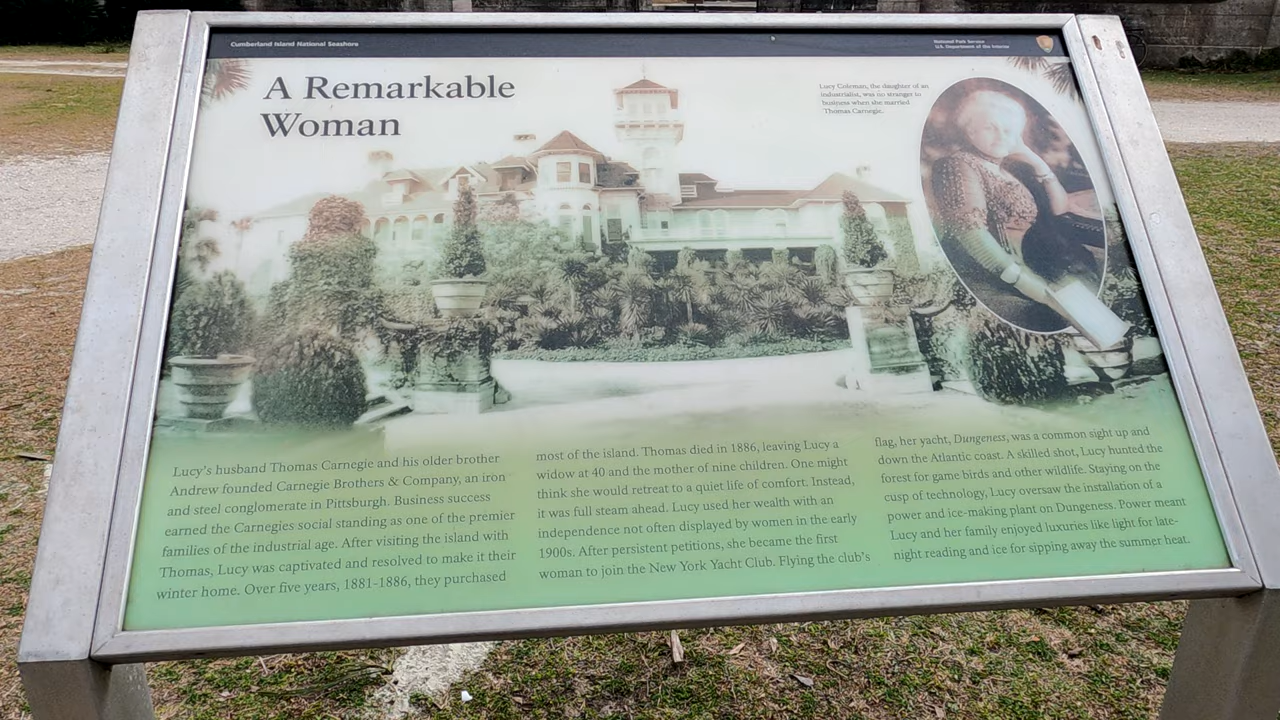 Cumberland Island National Seashore
National Park Service
U.S. Department of the Interior
A Remarkable
Woman
Lucy Coleman, the daughter of an
industrialist, was no stranger to
business when she married
Thomas Carnegie.
Lucy's husband Thomas Carnegie and his older brother
Andrew founded Carnegie Brothers & Company, an iron
and steel conglomerate in Pittsburgh. Business success
earned the Carnegies social standing as one of the premier
families of the industrial age. After visiting the island with
Thomas, Lucy was captivated and resolved to make it their
winter home. Over five years, 1881-1886, they purchased
most of the island. Thomas died in 1886, leaving Lucy a
widow at 40 and the mother of nine children. One might
think she would retreat to a quiet life of comfort. Instead,
it was full steam ahead. Lucy used her wealth with an
independence not often displayed by women in the early
1900s. After persistent petitions, she became the first
woman to join the New York Yacht Club. Flying the club's
flag, her yacht, Dungeness, was a common sight up and
down the Atlantic coast. A skilled shot, Lucy hunted the
forest for game birds and other wildlife. Staying on the
cusp of technology, Lucy oversaw the installation of a
power and ice-making plant on Dungeness. Power meant
Lucy and her family enjoyed luxuries like light for late-
night reading and ice for sipping away the summer heat.